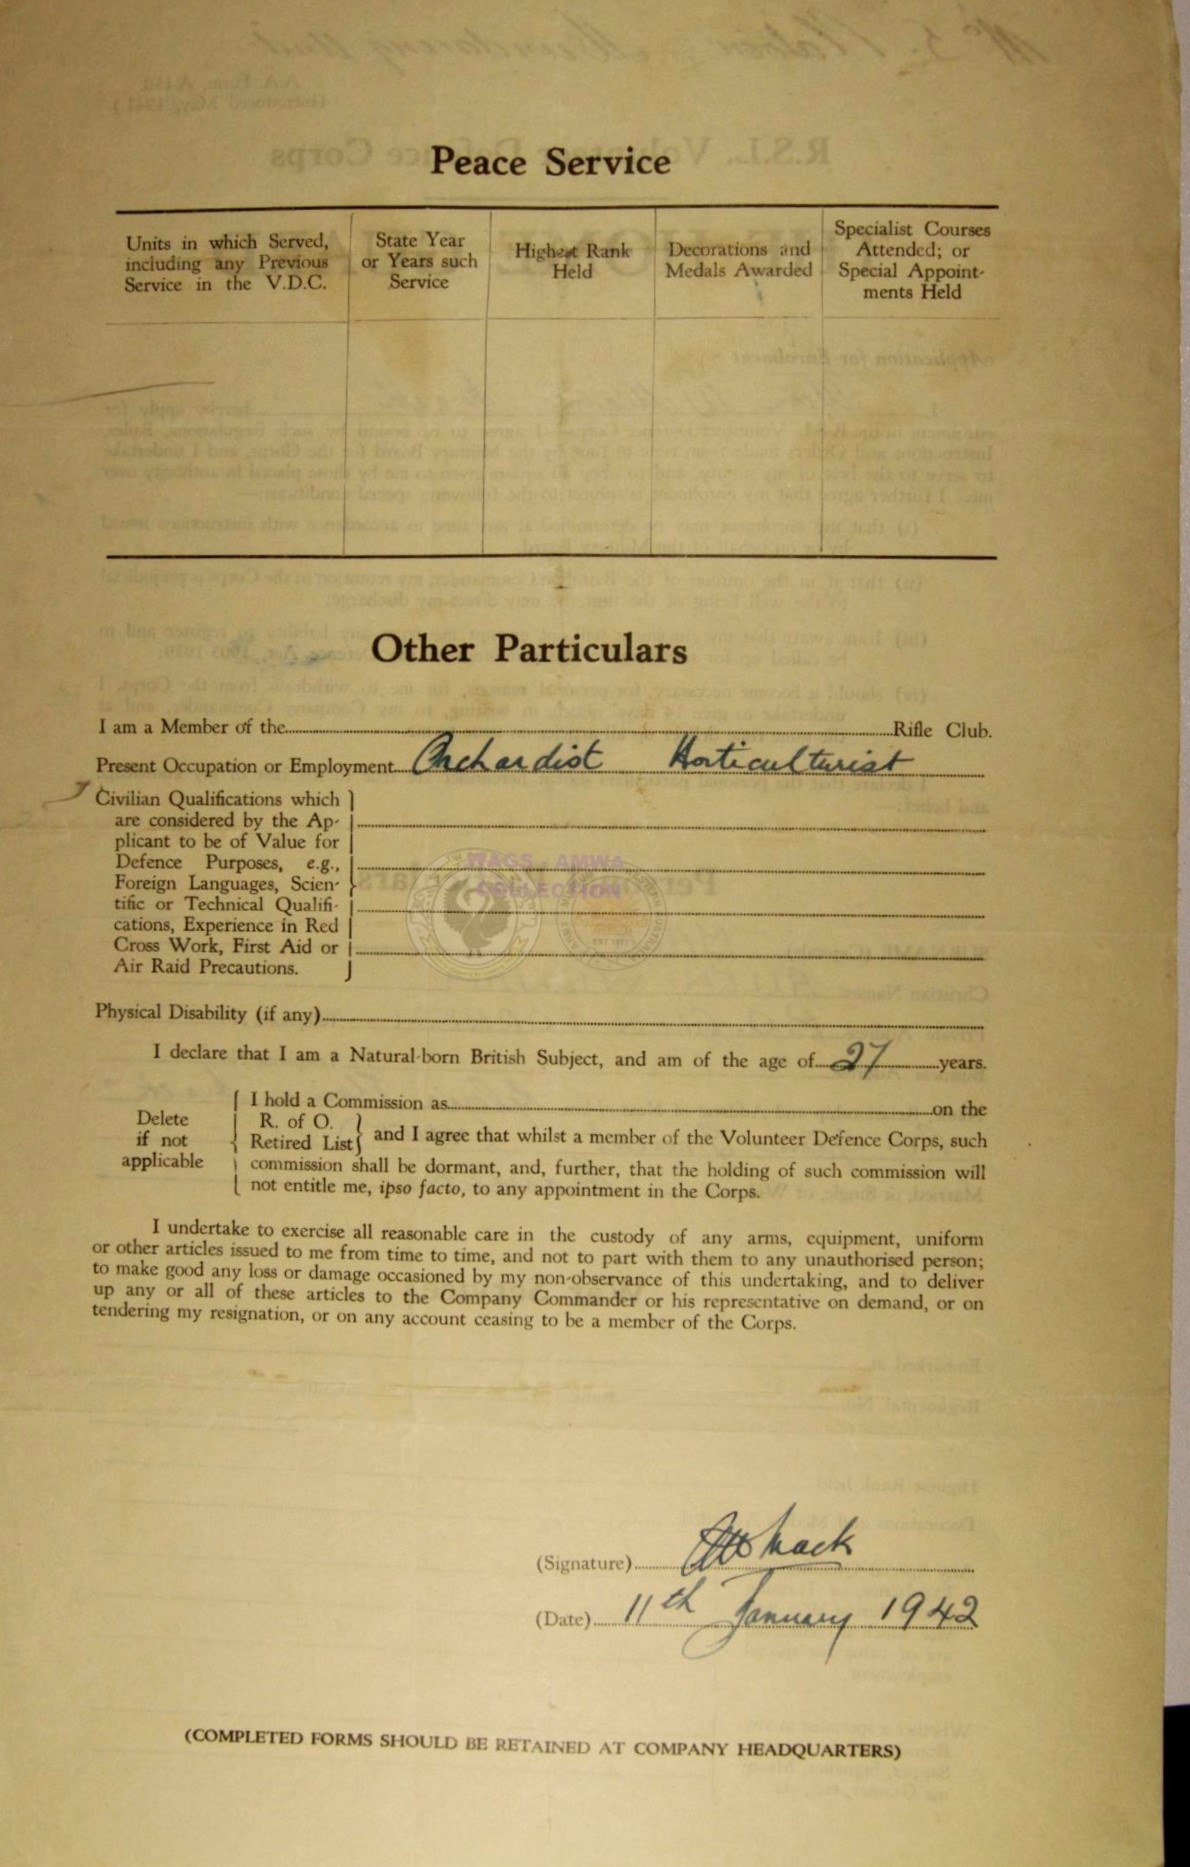 Peace Service
Units in which Served,
including any Previous
Service in the V.D.C.
State Year
or Years such
Service
Highest Rank
Held
Decorations and
Medals Awarded
Specialist Courses
Attended; or
Special Appoint-
ments Held
Other Particulars
I am a Member of the Rifle Club.
Present Occupation or Employment Orchardist Horticulturist
Civilian Qualifications which
are considered by the Ap-
plicant to be of Value for
Defence Purposes, e.g.,
Foreign Languages, Scien-
tific or Technical Qualifi-
cations, Experience in Red
Cross Work, First Aid or
Air Raid Precautions.
WAGS - AMWA
COLLECTION
Physical Disability (if any)
I declare that I am a Natural-born British Subject, and am of the age of 27 years.
Delete
if not
applicable
I hold a Commission as on the
R. of O.
Retired List
and I agree that whilst a member of the Volunteer Defence Corps, such
commission shall be dormant, and, further, that the holding of such commission will
not entitle me, ipso facto, to any appointment in the Corps.
I undertake to exercise all reasonable care in the custody of any arms, equipment, uniform
or other articles issued to me from time to time, and not to part with them to any unauthorised person;
to make good any loss or damage occasioned by my non-observance of this undertaking, and to deliver
up any or all of these articles to the Company Commander or his representative on demand, or on
tendering my resignation, or on any account ceasing to be a member of the Corps.
(Signature) Mack
(Date) 11th January 1942
(COMPLETED FORMS SHOULD BE RETAINED AT COMPANY HEADQUARTERS)